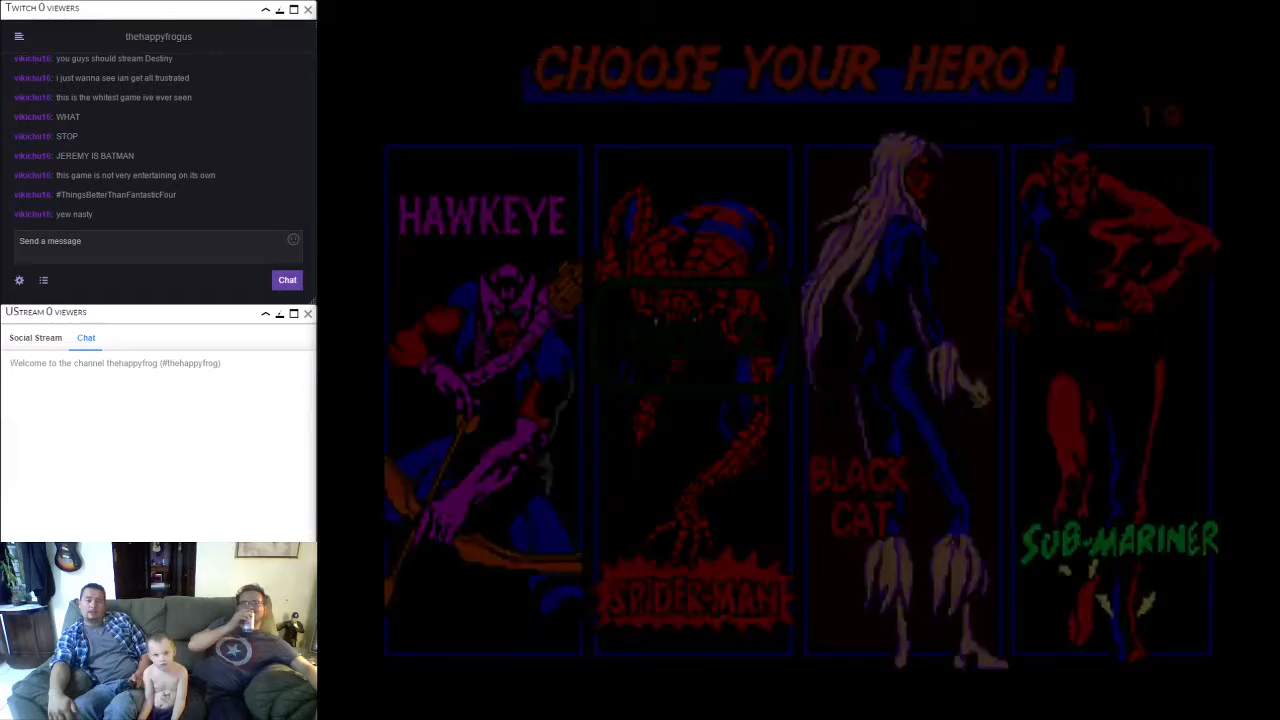 TWITCH 0 VIEWERS
thehappyfrogus
vikichu16: you guys should stream Destiny
vikichu16: i just wanna see ian get all frustrated
vikichu16: this is the whitest game ive ever seen
vikichu16: WHAT
vikichu16: STOP
vikichu16: JEREMY IS BATMAN
vikichu16: this game is not very entertaining on its own
vikichu16: #ThingsBetterThanFantasticFour
vikichu16: yew nasty
Send a message
Chat
USTREAM 0 VIEWERS
Social Stream Chat
Welcome to the channel thehappyfrog (#thehappyfrog)
CHOOSE YOUR HERO !
19
HAWKEYE
SPIDER-MAN
BLACK
CAT
SUB-MARINER